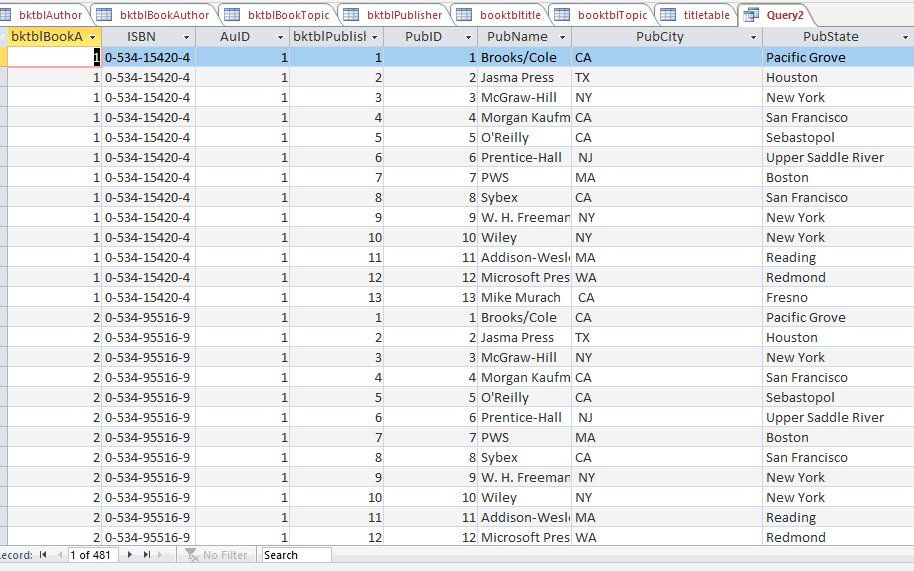 bktblAuthor bktblBookAuthor bktblBookTopic bktblPublisher booktbltitle booktblTopic titletable Query2
bktblBookA ISBN AuID bktblPublisl PubID PubName PubCity PubState
1 0-534-15420-4 1 1 1 Brooks/Cole CA Pacific Grove
1 0-534-15420-4 1 2 2 Jasma Press TX Houston
1 0-534-15420-4 1 3 3 McGraw-Hill NY New York
1 0-534-15420-4 1 4 4 Morgan Kaufm CA San Francisco
1 0-534-15420-4 1 5 5 O'Reilly CA Sebastopol
1 0-534-15420-4 1 6 6 Prentice-Hall NJ Upper Saddle River
1 0-534-15420-4 1 7 7 PWS MA Boston
1 0-534-15420-4 1 8 8 Sybex CA San Francisco
1 0-534-15420-4 1 9 9 W. H. Freeman NY New York
1 0-534-15420-4 1 10 10 Wiley NY New York
1 0-534-15420-4 1 11 11 Addison-Wesl MA Reading
1 0-534-15420-4 1 12 12 Microsoft Pres WA Redmond
1 0-534-15420-4 1 13 13 Mike Murach CA Fresno
2 0-534-95516-9 1 1 1 Brooks/Cole CA Pacific Grove
2 0-534-95516-9 1 2 2 Jasma Press TX Houston
2 0-534-95516-9 1 3 3 McGraw-Hill NY New York
2 0-534-95516-9 1 4 4 Morgan Kaufm CA San Francisco
2 0-534-95516-9 1 5 5 O'Reilly CA Sebastopol
2 0-534-95516-9 1 6 6 Prentice-Hall NJ Upper Saddle River
2 0-534-95516-9 1 7 7 PWS MA Boston
2 0-534-95516-9 1 8 8 Sybex CA San Francisco
2 0-534-95516-9 1 9 9 W. H. Freeman NY New York
2 0-534-95516-9 1 10 10 Wiley NY New York
2 0-534-95516-9 1 11 11 Addison-Wesl MA Reading
2 0-534-95516-9 1 12 12 Microsoft Pres WA Redmond
ecord: 1 of 481 No Filter Search